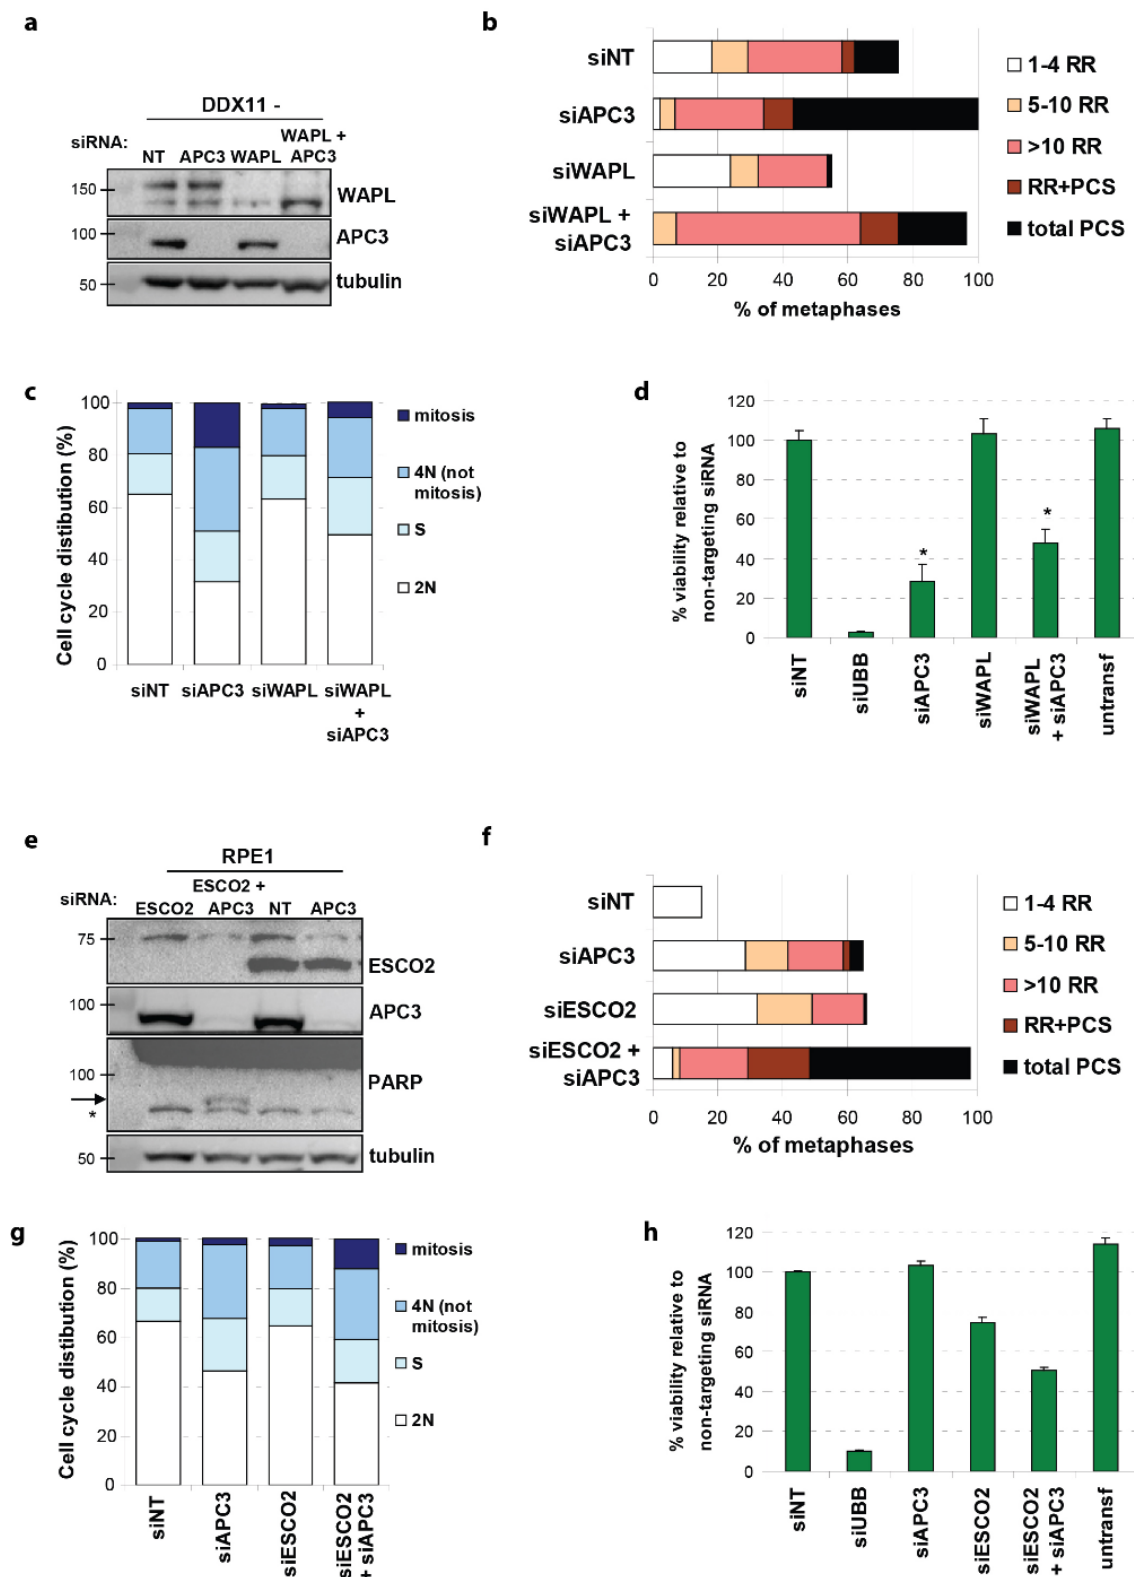 a
DDX11 -
siRNA:
NT APC3 WAPL WAPL + APC3
150
WAPL
100
APC3
50
tubulin
b
siNT
siAPC3
siWAPL
siWAPL +
siAPC3
0 20 40 60 80 100
% of metaphases
1-4 RR
5-10 RR
>10 RR
RR+PCS
total PCS
c
Cell cycle distibution (%)
100
80
60
40
20
0
siNT siAPC3 siWAPL siWAPL
+
siAPC3
mitosis
4N (not
mitosis)
S
2N
d
% viability relative to
non-targeting siRNA
120
100
80
60
40
20
0
*
*
siNT
siUBB
siAPC3
siWAPL
siWAPL
+ siAPC3
untransf
e
RPE1
siRNA:
ESCO2 +
ESCO2 APC3 NT APC3
75
ESCO2
100
APC3
100
PARP
*
50
tubulin
f
siNT
siAPC3
siESCO2
siESCO2 +
siAPC3
0 20 40 60 80 100
% of metaphases
1-4 RR
5-10 RR
>10 RR
RR+PCS
total PCS
g
Cell cycle distibution (%)
100
80
60
40
20
0
siNT
siAPC3
siESCO2
siESCO2
+ siAPC3
mitosis
4N (not
mitosis)
S
2N
h
% viability relative to
non-targeting siRNA
120
100
80
60
40
20
0
siNT
siUBB
siAPC3
siESCO2
siESCO2
+ siAPC3
untransf